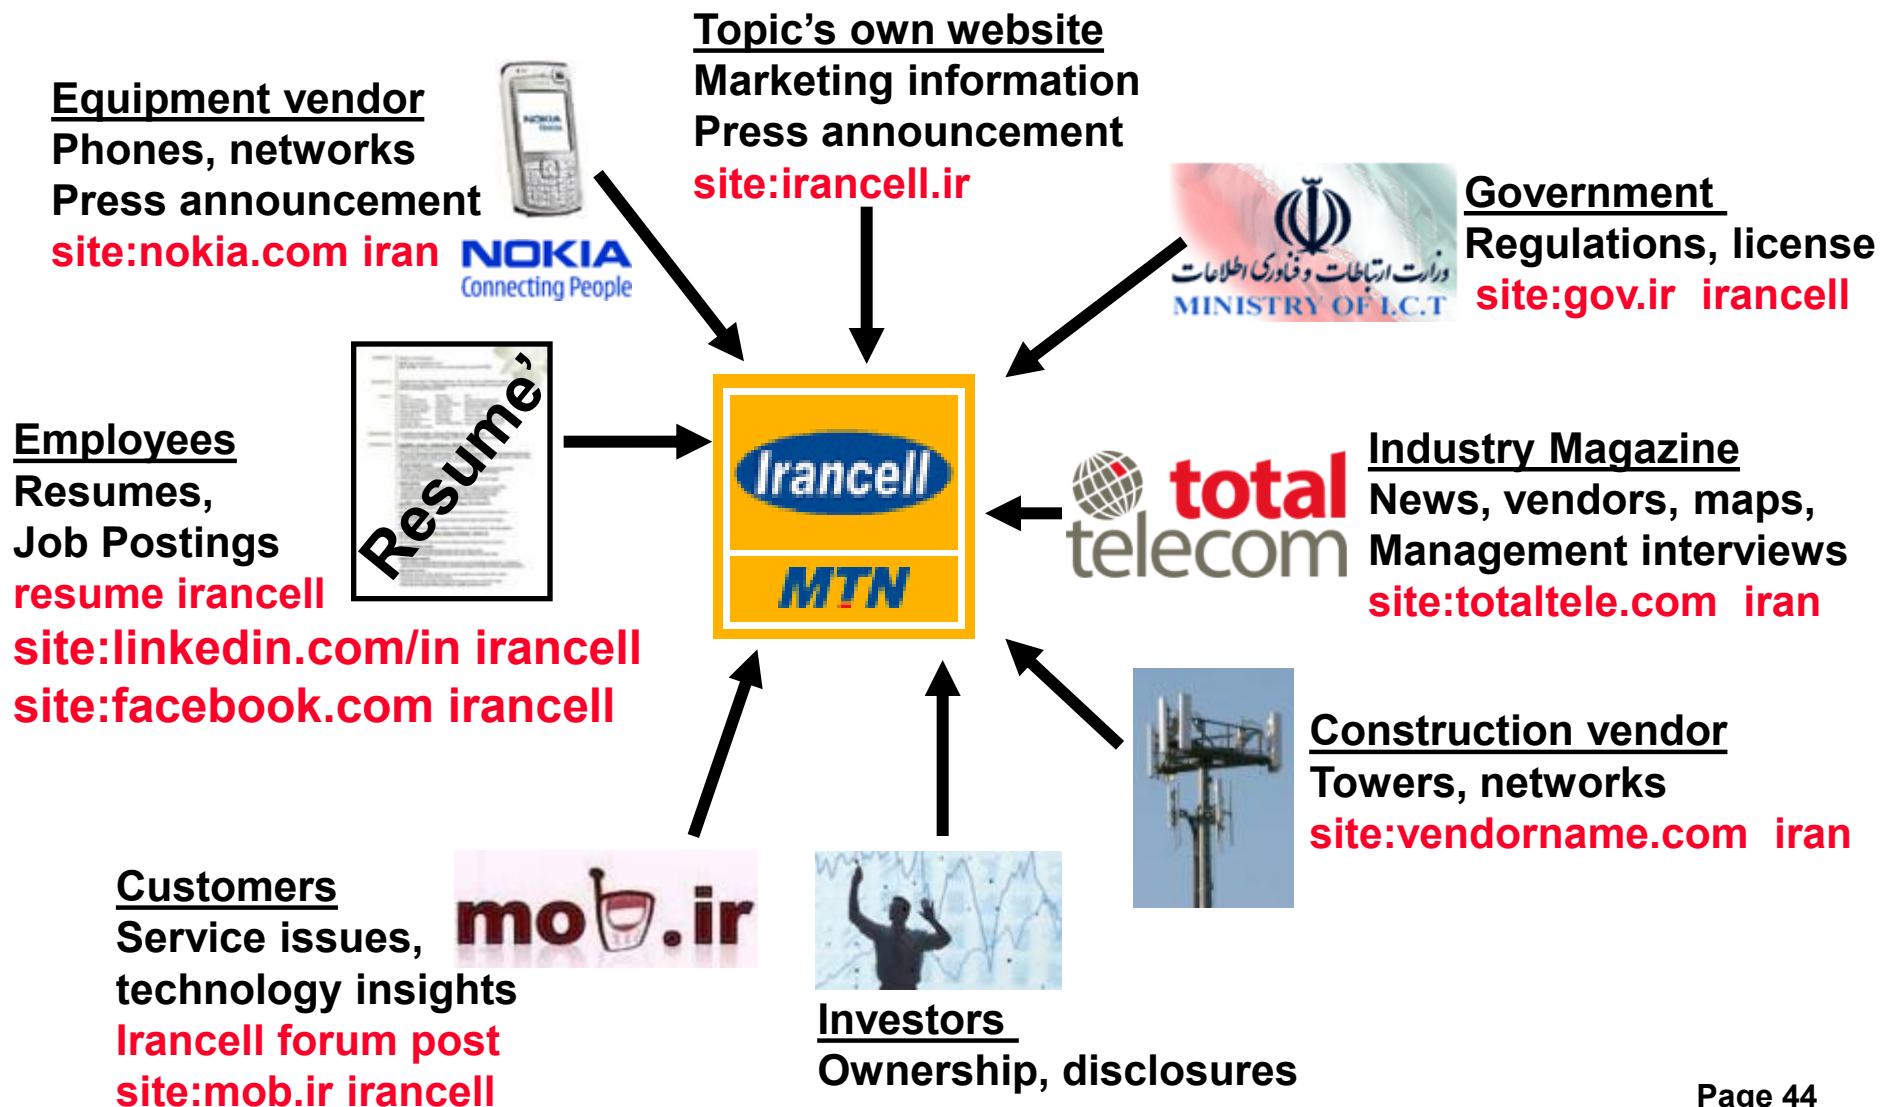 Topic’s own website
Marketing information
Press announcement
site:irancell.ir
Equipment vendor
Phones, networks
Press announcement
site:nokia.com iran
NOKIA
NOKIA
Connecting People
وزارت ارتباطات و فناوری اطلاعات
MINISTRY OF I.C.T
Government
Regulations, license
site:gov.ir irancell
Employees
Resumes,
Job Postings
resume irancell
site:linkedin.com/in irancell
site:facebook.com irancell
Resume’
Irancell
MTN
total
telecom
Industry Magazine
News, vendors, maps,
Management interviews
site:totaltele.com iran
Construction vendor
Towers, networks
site:vendorname.com iran
Customers
Service issues,
technology insights
Irancell forum post
site:mob.ir irancell
mob.ir
Investors
Ownership, disclosures
Page 44